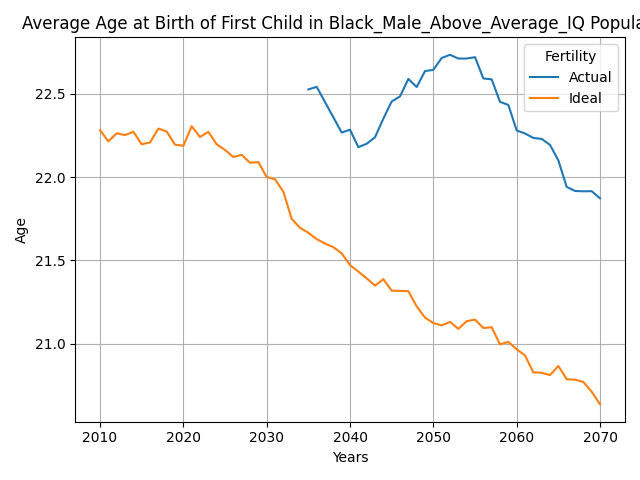 Average Age at Birth of First Child in Black_Male_Above_Average_IQ
Fertility
Actual
Ideal
Age
22.5
22.0
21.5
21.0
2010 2020 2030 2040 2050 2060 2070
Years